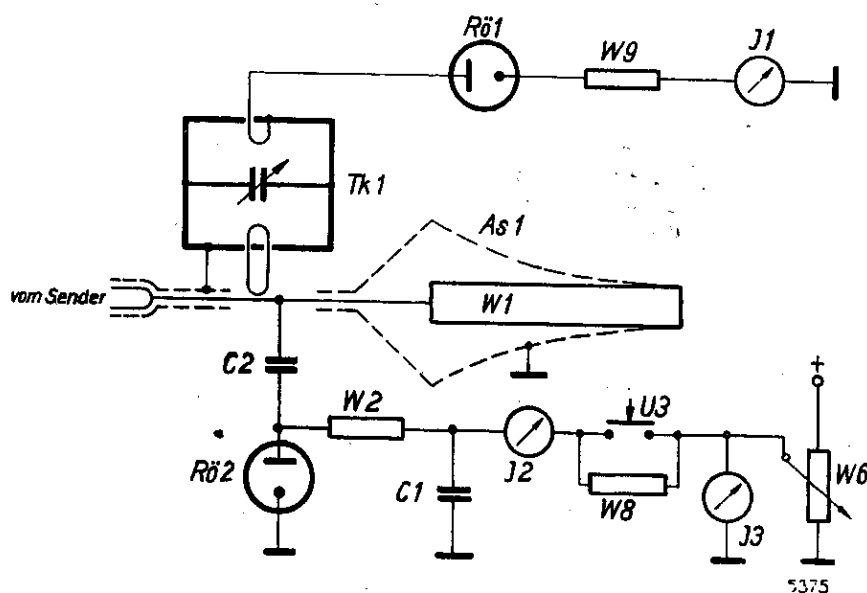 Rö1
W9
J1
Tk1
As1
vom Sender
W1
C2
W2
U3
+
Rö2
C1
J2
W8
J3
W6
5375